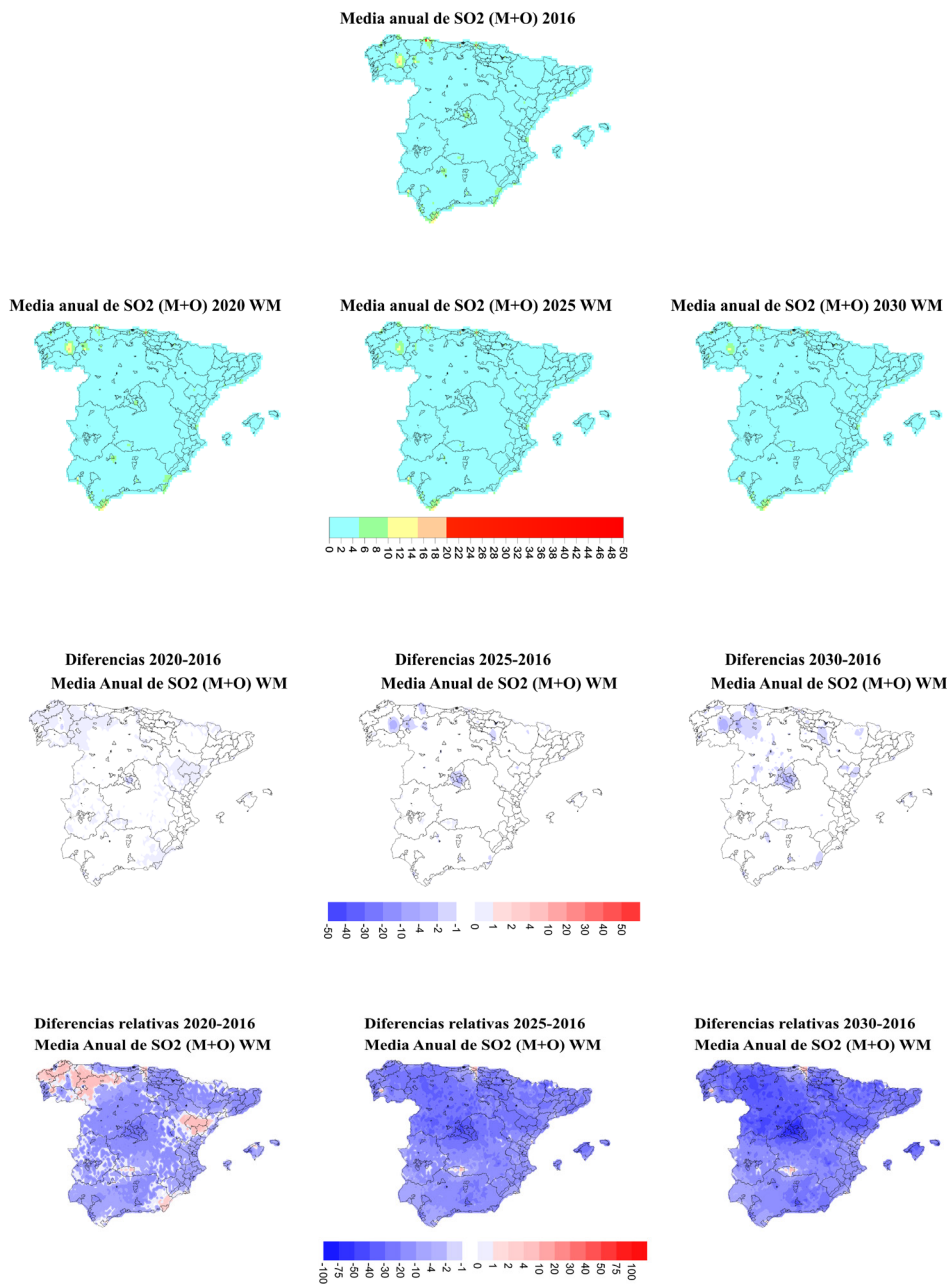 Media anual de SO2 (M+O) 2016
Media anual de SO2 (M+O) 2020 WM
Media anual de SO2 (M+O) 2025 WM
Media anual de SO2 (M+O) 2030 WM
0 2 4 6 8 10 12 14 16 18 20 22 24 26 28 30 32 34 36 38 40 42 44 46 48 50
Diferencias 2020-2016
Media Anual de SO2 (M+O) WM
Diferencias 2025-2016
Media Anual de SO2 (M+O) WM
Diferencias 2030-2016
Media Anual de SO2 (M+O) WM
-50 -40 -30 -20 -10 -4 -2 -1 0 1 2 4 10 20 30 40 50
Diferencias relativas 2020-2016
Media Anual de SO2 (M+O) WM
Diferencias relativas 2025-2016
Media Anual de SO2 (M+O) WM
Diferencias relativas 2030-2016
Media Anual de SO2 (M+O) WM
-100 -75 -50 -30 -20 -10 -4 -2 -1 0 1 2 4 10 20 30 50 75 100